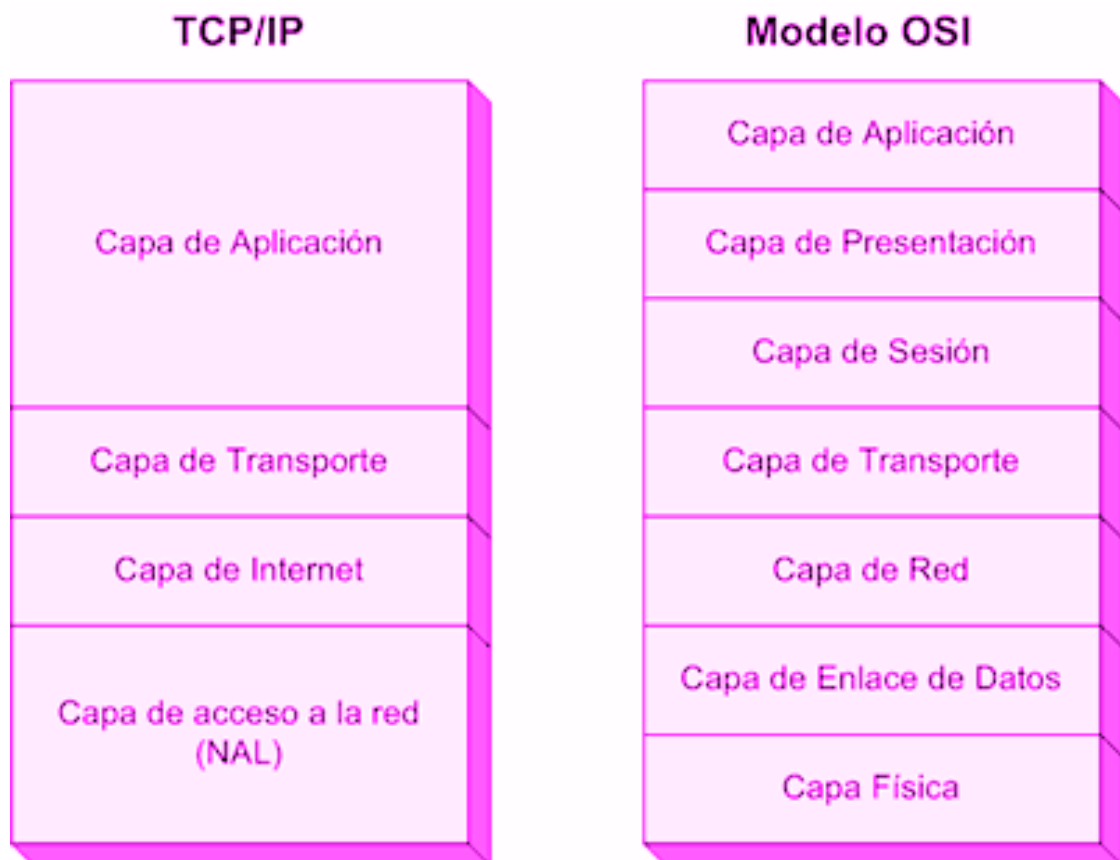 TCP/IP
Capa de Aplicación
Capa de Transporte
Capa de Internet
Capa de acceso a la red
(NAL)
Modelo OSI
Capa de Aplicación
Capa de Presentación
Capa de Sesión
Capa de Transporte
Capa de Red
Capa de Enlace de Datos
Capa Física